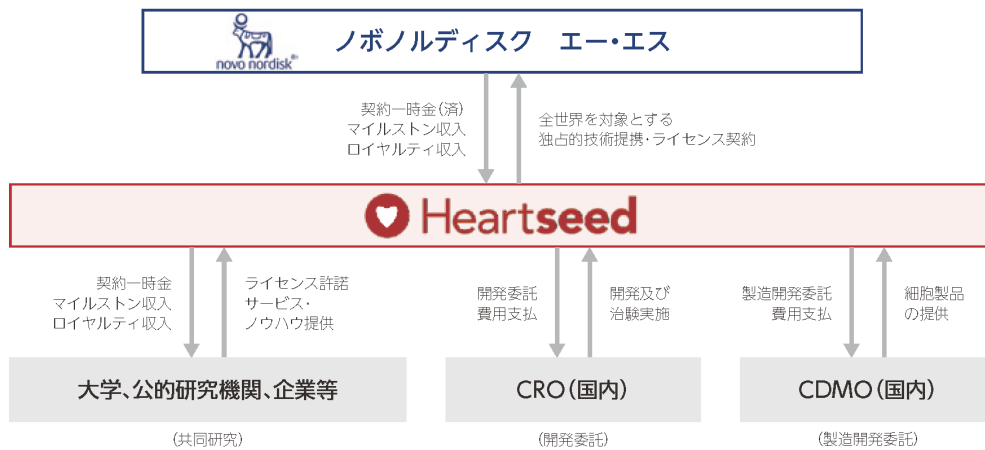 novo nordisk®
ノボノルディスク エー・エス
契約一時金(済)
マイルストン収入
ロイヤルティ収入
全世界を対象とする
独占的技術提携・ライセンス契約
Heartseed
契約一時金
マイルストン収入
ロイヤルティ収入
ライセンス許諾
サービス・
ノウハウ提供
開発委託
費用支払
開発及び
治験実施
製造開発委託
費用支払
細胞製品
の提供
大学、公的研究機関、企業等
CRO(国内)
CDMO(国内)
(共同研究)
(開発委託)
(製造開発委託)